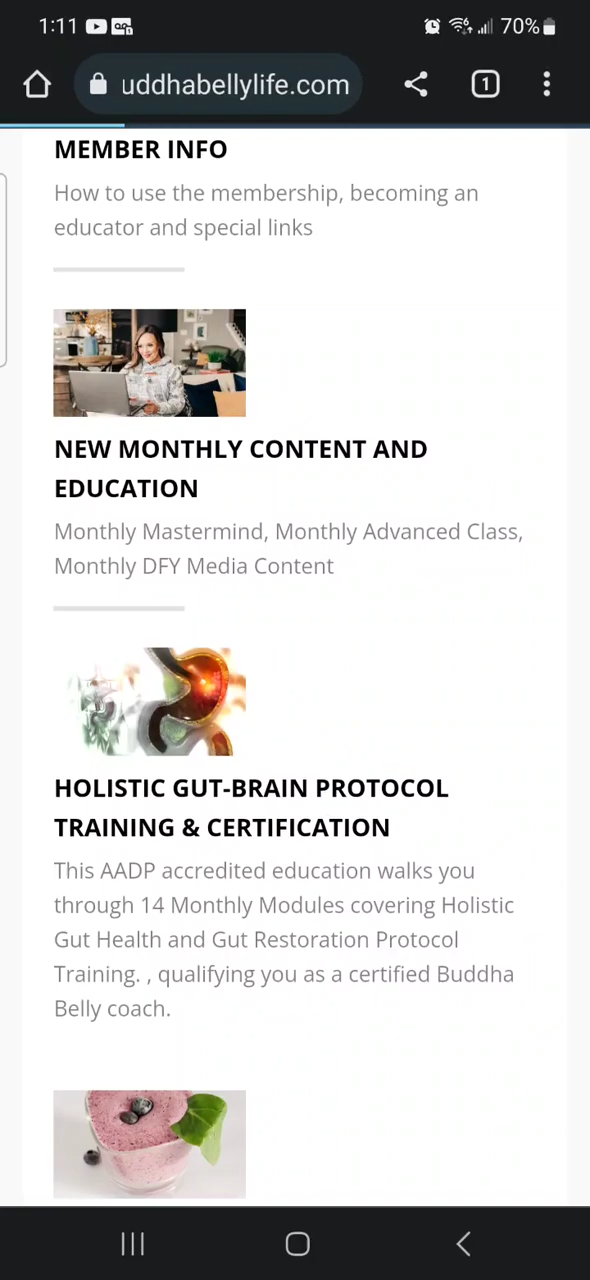 1:11
70%
uddhabellylife.com
1
MEMBER INFO
How to use the membership, becoming an
educator and special links
NEW MONTHLY CONTENT AND
EDUCATION
Monthly Mastermind, Monthly Advanced Class,
Monthly DFY Media Content
HOLISTIC GUT-BRAIN PROTOCOL
TRAINING & CERTIFICATION
This AADP accredited education walks you
through 14 Monthly Modules covering Holistic
Gut Health and Gut Restoration Protocol
Training. , qualifying you as a certified Buddha
Belly coach.